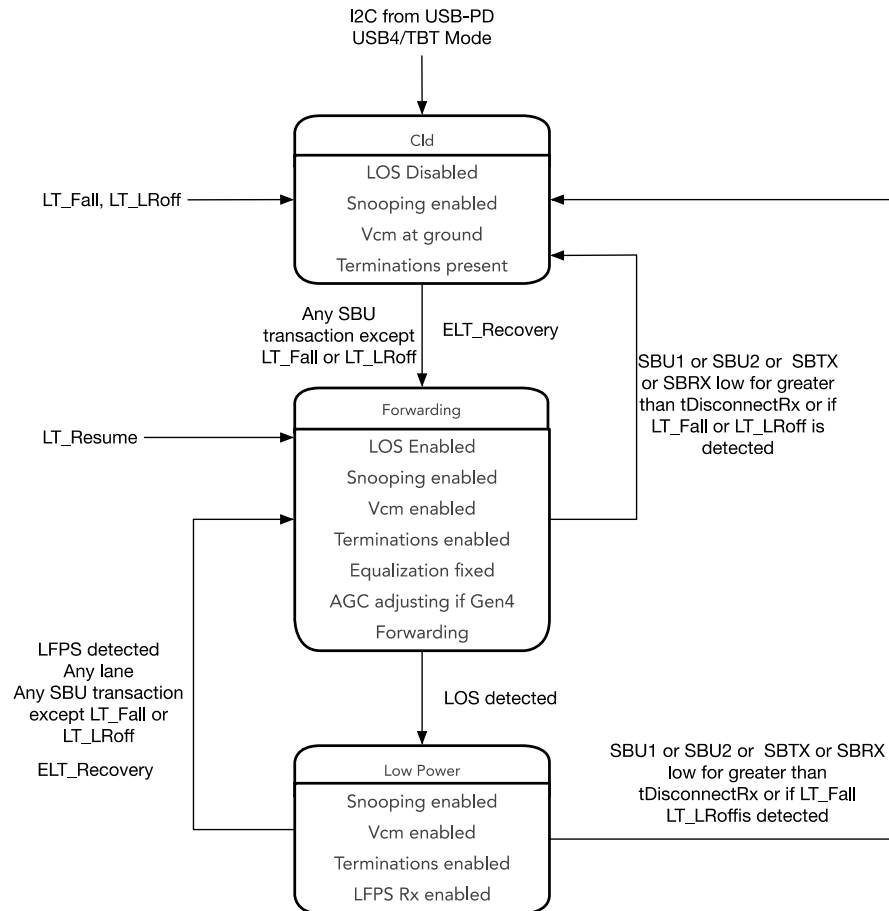 I2C from USB-PD
USB4/TBT Mode
Cld
LOS Disabled
Snooping enabled
Vcm at ground
Terminations present
LT_Fall, LT_LRoff
Any SBU
transaction except
LT_Fall or LT_LRoff
ELT_Recovery
SBU1 or SBU2 or SBTX
or SBRX low for greater
than tDisconnectRx or if
LT_Fall or LT_LRoff is
detected
Forwarding
LOS Enabled
Snooping enabled
Vcm enabled
Terminations enabled
Equalization fixed
AGC adjusting if Gen4
Forwarding
LT_Resume
LFPS detected
Any lane
Any SBU transaction
except LT_Fall or
LT_LRoff
ELT_Recovery
LOS detected
Low Power
Snooping enabled
Vcm enabled
Terminations enabled
LFPS Rx enabled
SBU1 or SBU2 or SBTX or SBRX
low for greater than
tDisconnectRx or if LT_Fall
LT_LRoffis detected